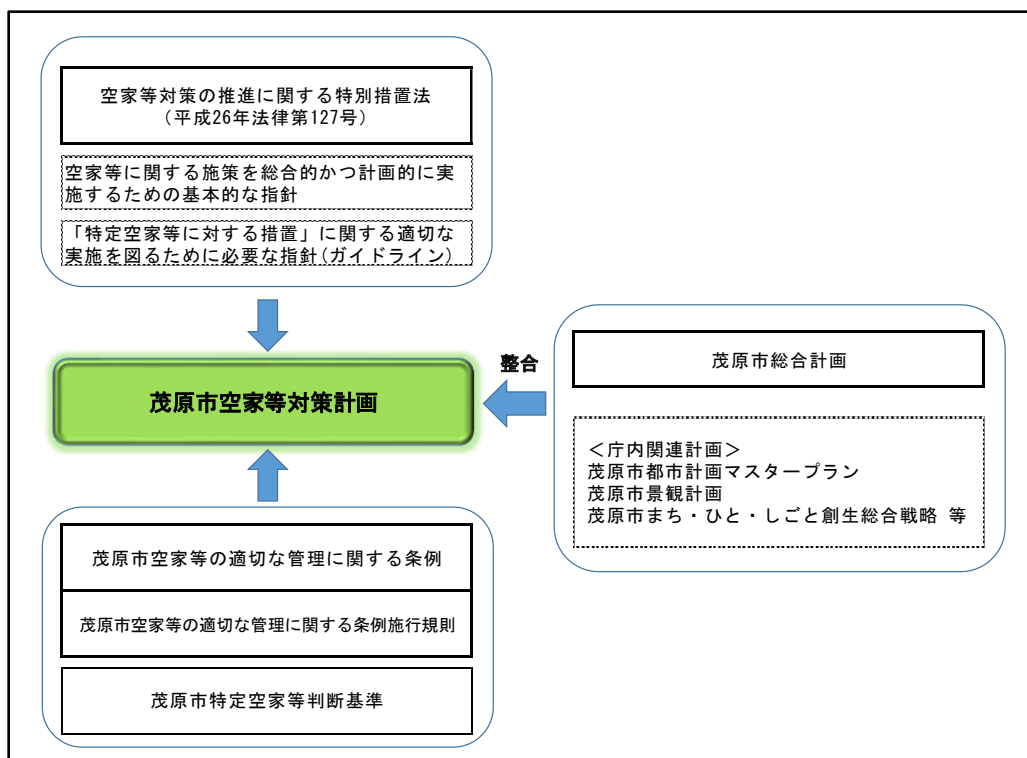 空家等対策の推進に関する特別措置法
（平成26年法律第127号）
空家等に関する施策を総合的かつ計画的に実
施するための基本的な指針
「特定空家等に対する措置」に関する適切な
実施を図るために必要な指針(ガイドライン)
整合
茂原市総合計画
茂原市空家等対策計画
＜庁内関連計画＞
茂原市都市計画マスタープラン
茂原市景観計画
茂原市まち・ひと・しごと創生総合戦略 等
茂原市空家等の適切な管理に関する条例
茂原市空家等の適切な管理に関する条例施行規則
茂原市特定空家等判断基準